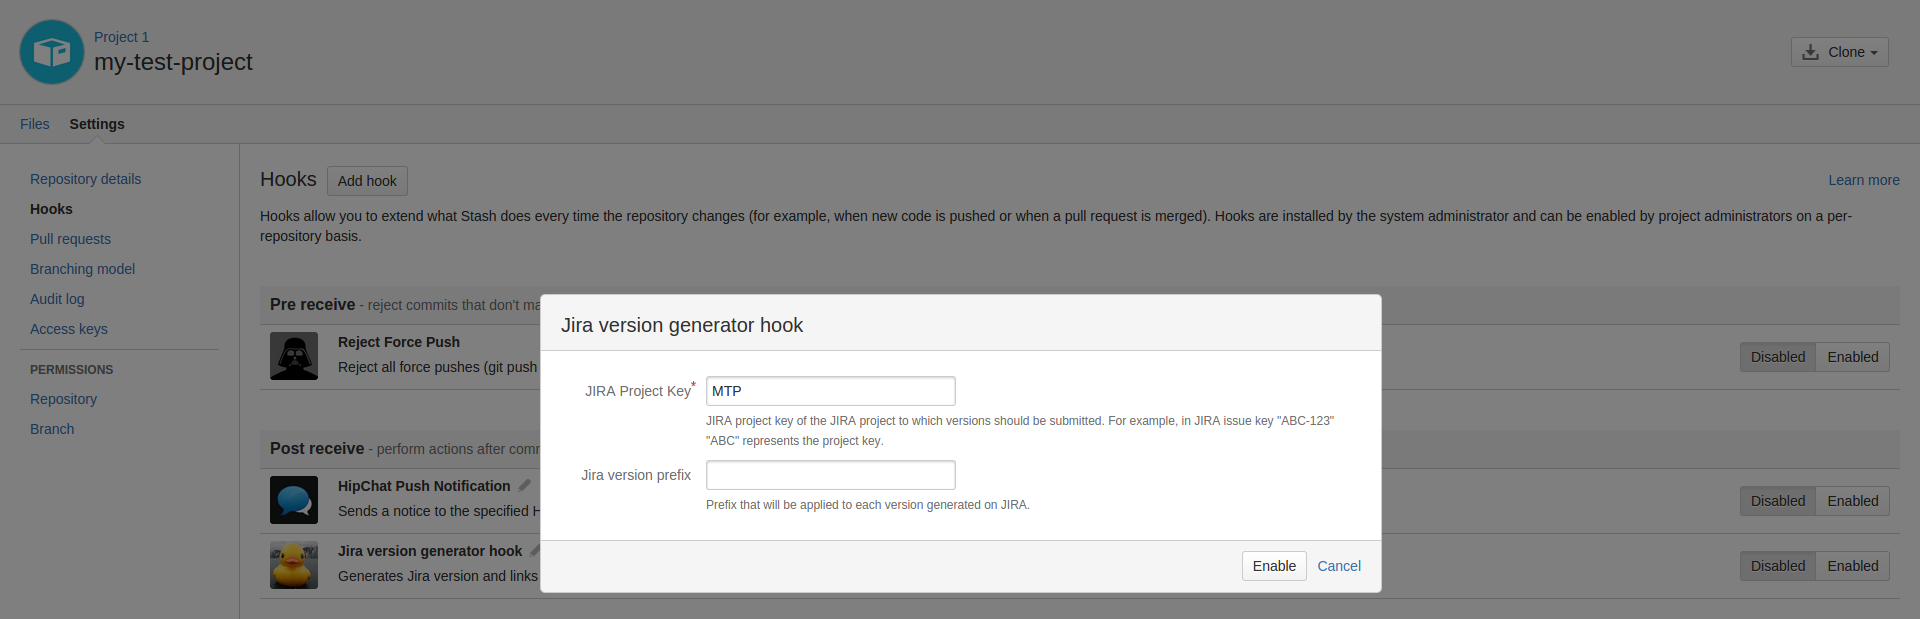 Project 1
my-test-project
Clone
Files
Settings
Repository details
Hooks
Pull requests
Branching model
Audit log
Access keys
PERMISSIONS
Repository
Branch
Hooks
Add hook
Learn more
Hooks allow you to extend what Stash does every time the repository changes (for example, when new code is pushed or when a pull request is merged). Hooks are installed by the system administrator and can be enabled by project administrators on a per-
repository basis.
Pre receive - reject commits that don't ma
Reject Force Push
Reject all force pushes (git push
Disabled
Enabled
Post receive - perform actions after comm
HipChat Push Notification
Sends a notice to the specified H
Disabled
Enabled
Jira version generator hook
Generates Jira version and links
Disabled
Enabled
Jira version generator hook
JIRA Project Key*
MTP
JIRA project key of the JIRA project to which versions should be submitted. For example, in JIRA issue key "ABC-123"
"ABC" represents the project key.
Jira version prefix
Prefix that will be applied to each version generated on JIRA.
Enable
Cancel